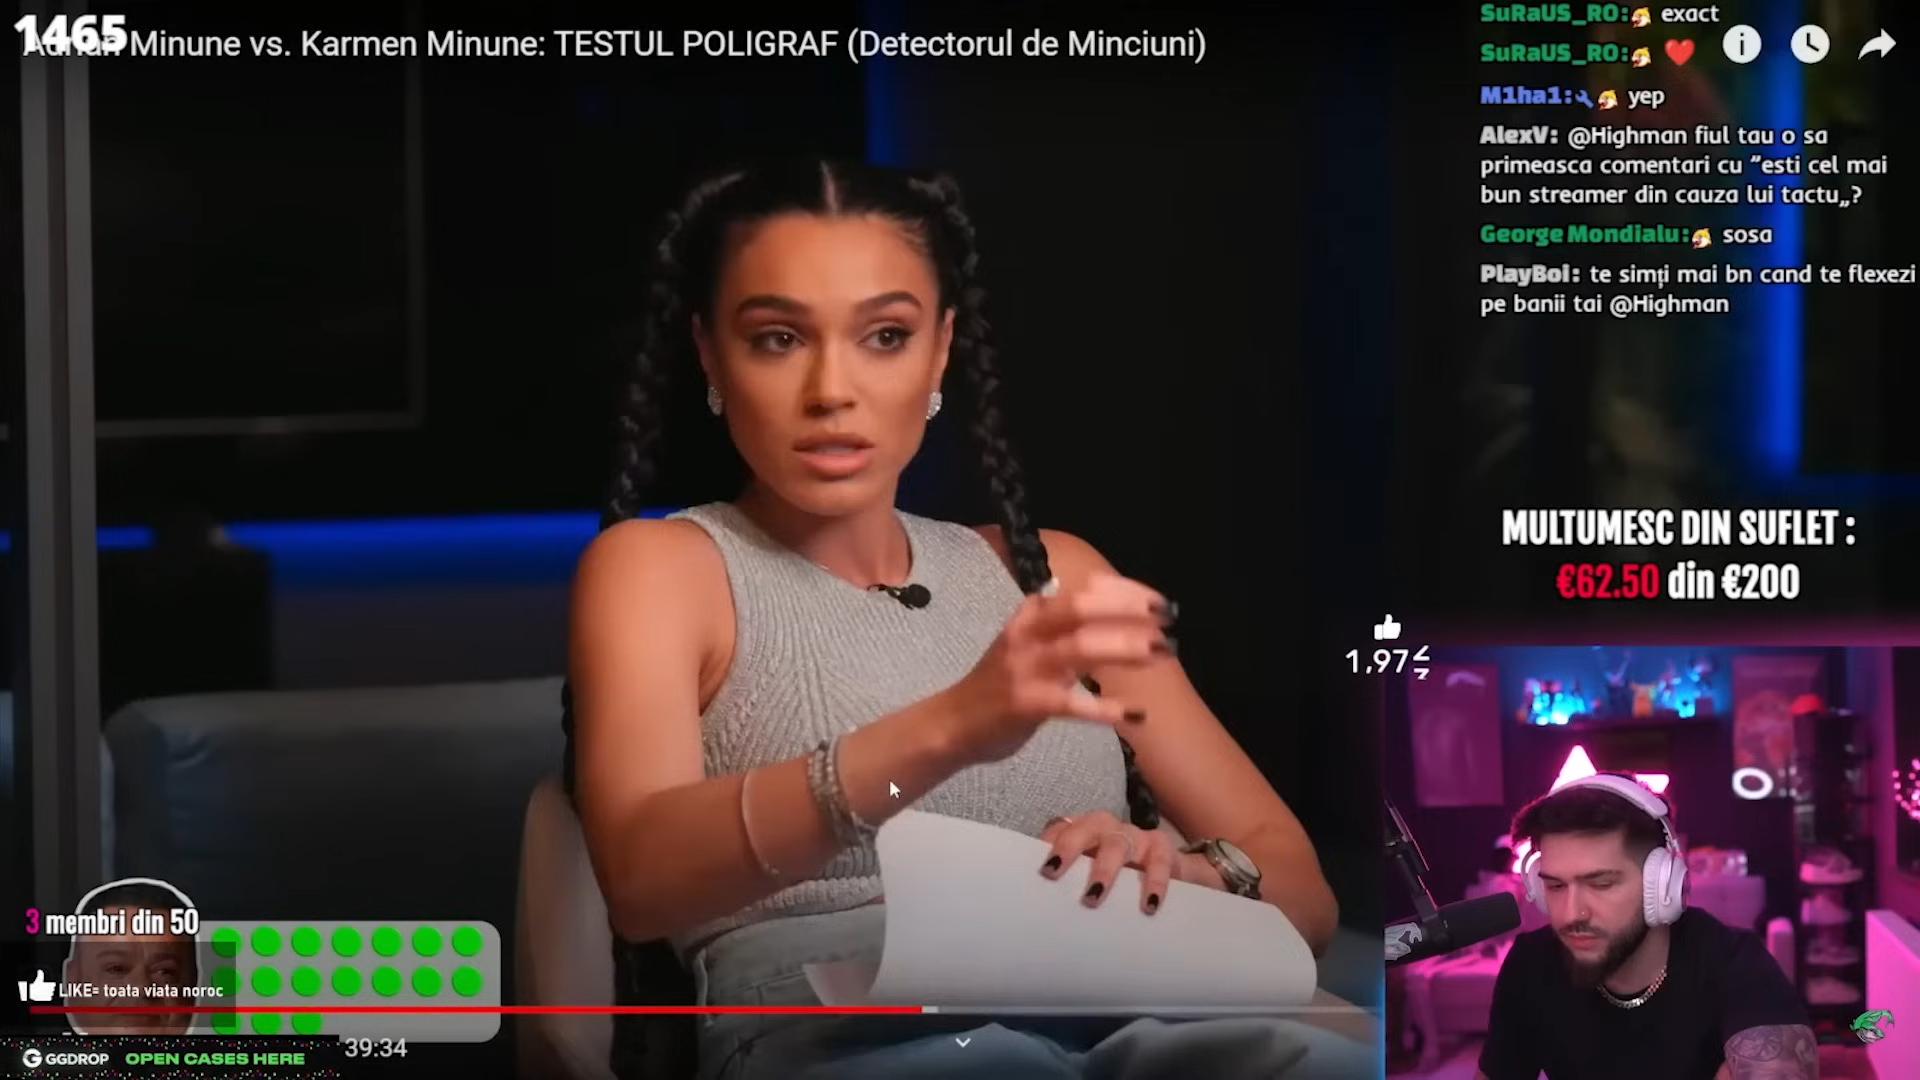 1465
Adrian Minune vs. Karmen Minune: TESTUL POLIGRAF (Detectorul de Minciuni)
SuRaUS_RO: exact
SuRaUS_RO:
M1ha1: yep
AlexV: @Highman fiul tau o sa
primeasca comentari cu “esti cel mai
bun streamer din cauza lui tactu„?
George Mondialu: sosa
PlayBoi: te simți mai bn cand te flexezi
pe banii tai @Highman
MULTUMESC DIN SUFLET :
€62.50 din €200
1,97
3 membri din 50
LIKE= toata viata noroc
39:34
GGDROP OPEN CASES HERE